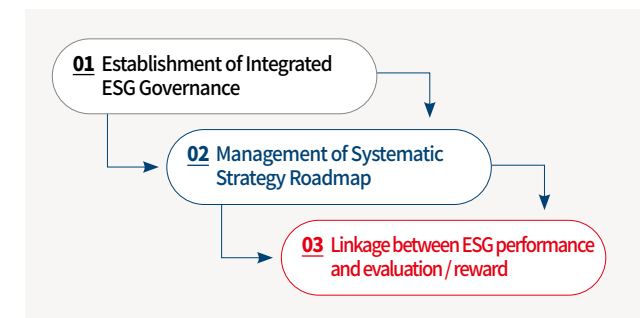 01 Establishment of Integrated
ESG Governance
02 Management of Systematic
Strategy Roadmap
03 Linkage between ESG performance
and evaluation / reward